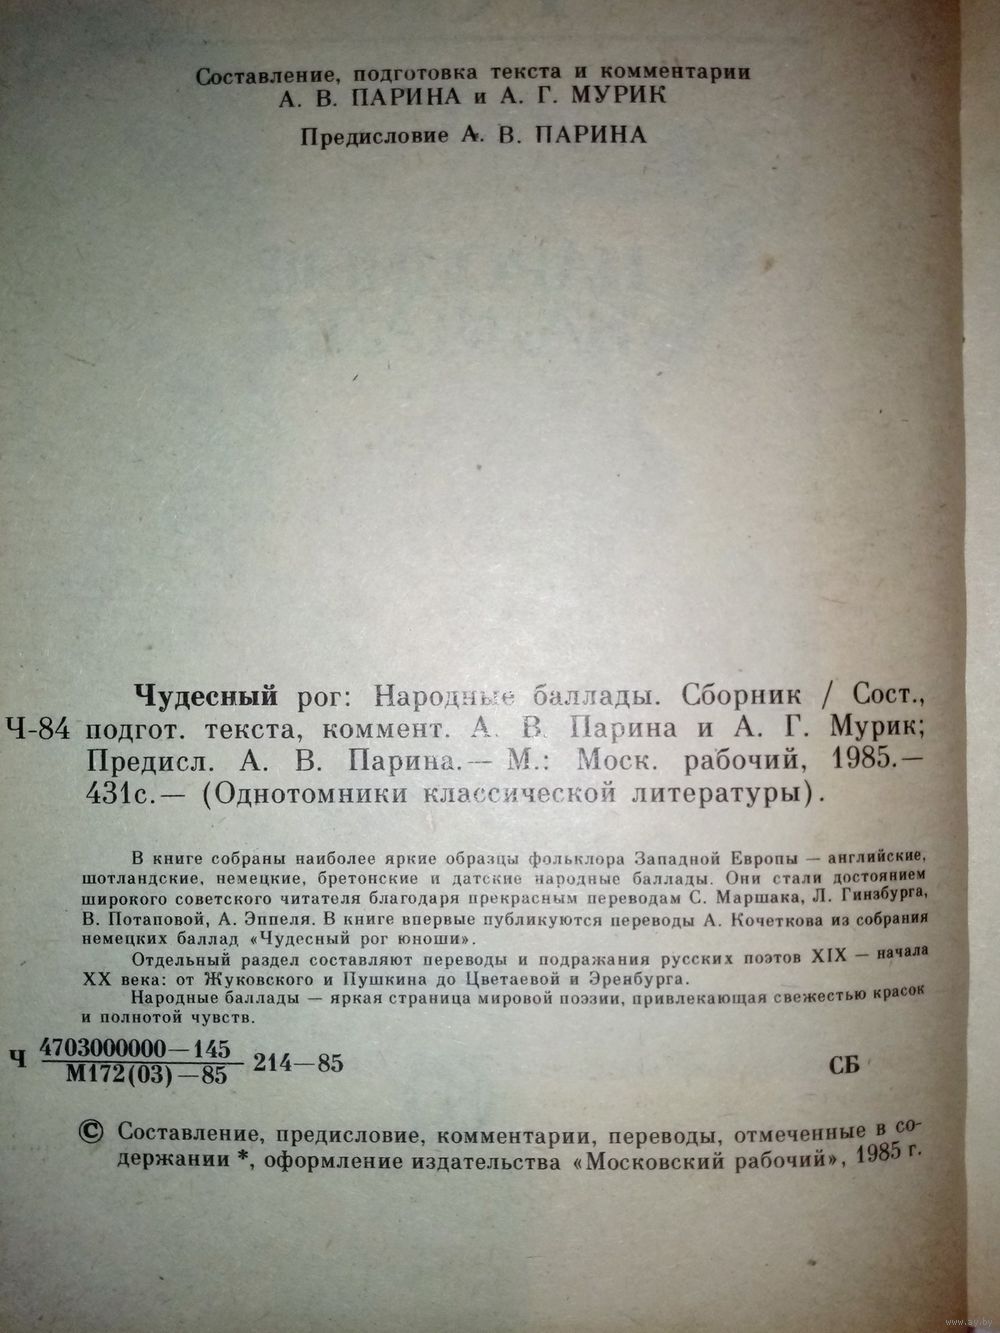 Составление, подготовка текста и комментарии
А. В. ПАРИНА и А. Г. МУРИК
Предисловие А. В. ПАРИНА
Чудесный рог: Народные баллады. Сборник / Сост.,
Ч-84 подгот. текста, коммент. А. В. Парина и А. Г. Мурик;
Предисл. А. В. Парина.— М.: Моск. рабочий, 1985.—
431с.— (Однотомники классической литературы).
В книге собраны наиболее яркие образцы фольклора Западной Европы — английские,
шотландские, немецкие, бретонские и датские народные баллады. Они стали достоянием
широкого советского читателя благодаря прекрасным переводам С. Маршака, Л. Гинзбурга,
В. Потаповой, А. Эппеля. В книге впервые публикуются переводы А. Кочеткова из собрания
немецких баллад «Чудесный рог юноши».
Отдельный раздел составляют переводы и подражания русских поэтов XIX — начала
XX века: от Жуковского и Пушкина до Цветаевой и Эренбурга.
Народные баллады — яркая страница мировой поэзии, привлекающая свежестью красок
и полнотой чувств.
Ч 4703000000—145 214—85
М172(03)—85
СБ
© Составление, предисловие, комментарии, переводы, отмеченные в со-
держании *, оформление издательства «Московский рабочий», 1985 г.
www.ay.by